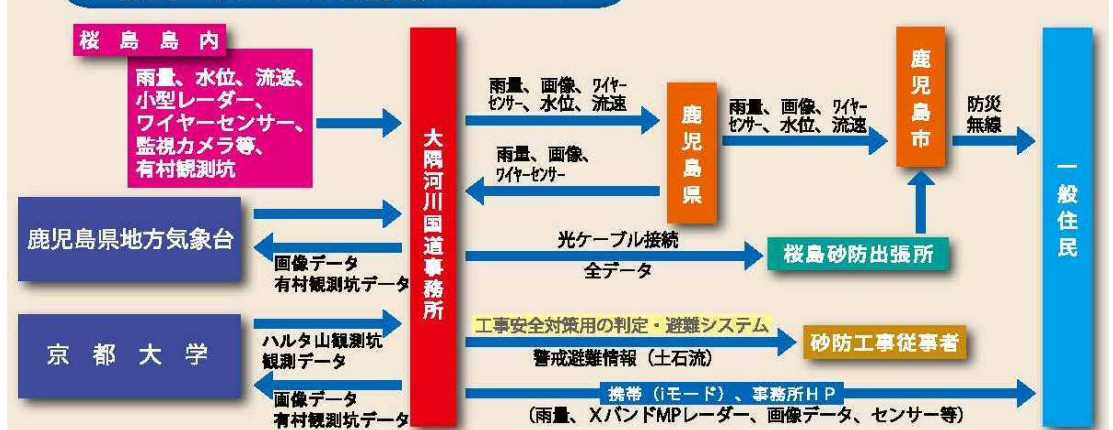 桜島島内
雨量、水位、流速、
小型レーダー、
ワイヤーセンサー、
監視カメラ等、
有村観測坑
鹿児島県地方気象台
画像データ
有村観測坑データ
京都大学
ハルタ山観測坑
観測データ
画像データ
有村観測坑データ
大隅河川国道事務所
雨量、画像、ワイヤー
センサー、水位、流速
雨量、画像、
ワイヤーセンサー
鹿児島県
雨量、画像、ワイヤー
センサー、水位、流速
鹿児島市
防災
無線
一般住民
光ケーブル接続
全データ
桜島砂防出張所
工事安全対策用の判定・避難システム
警戒避難情報（土石流）
砂防工事従事者
携帯（iモード）、事務所HP
（雨量、XバンドMPレーダー、画像データ、センサー等）